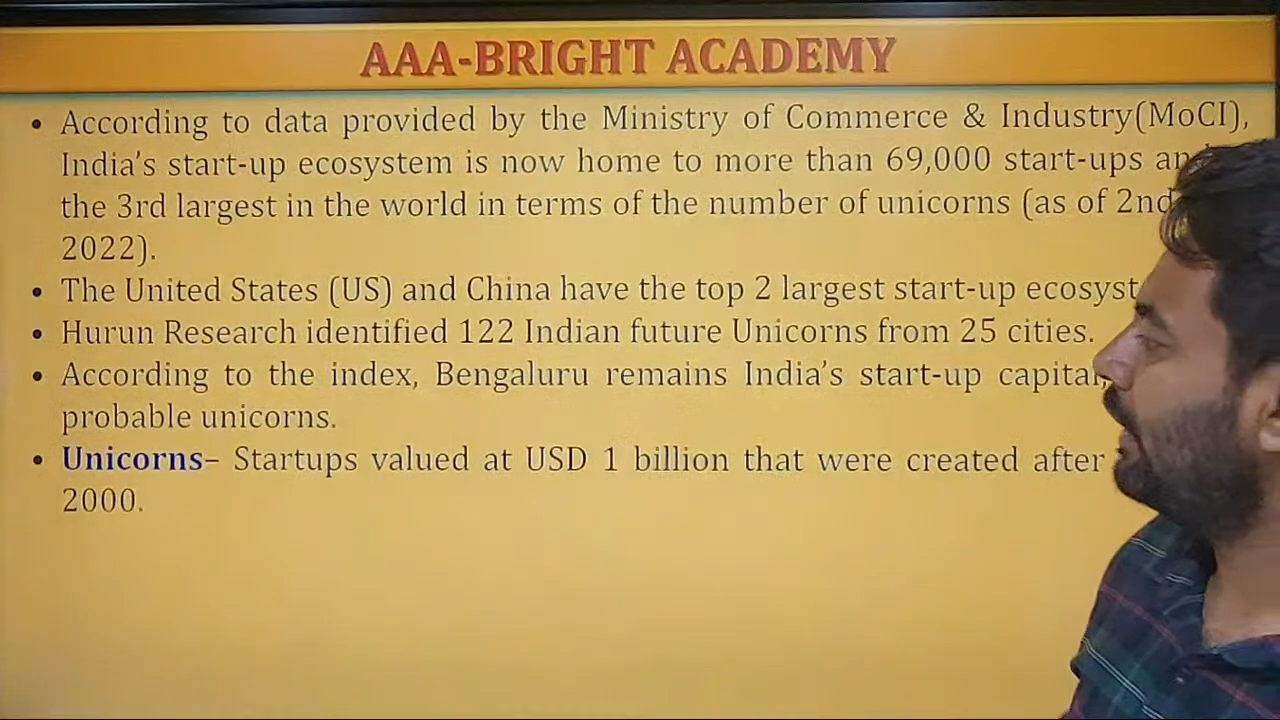 AAA-BRIGHT ACADEMY
• According to data provided by the Ministry of Commerce & Industry(MoCI),
India’s start-up ecosystem is now home to more than 69,000 start-ups
the 3rd largest in the world in terms of the number of unicorns (as of 2nd
2022).
• The United States (US) and China have the top 2 largest start-up
• Hurun Research identified 122 Indian future Unicorns from 25 cities.
• According to the index, Bengaluru remains India’s start-up capital,
probable unicorns.
• Unicorns– Startups valued at USD 1 billion that were created after
2000.